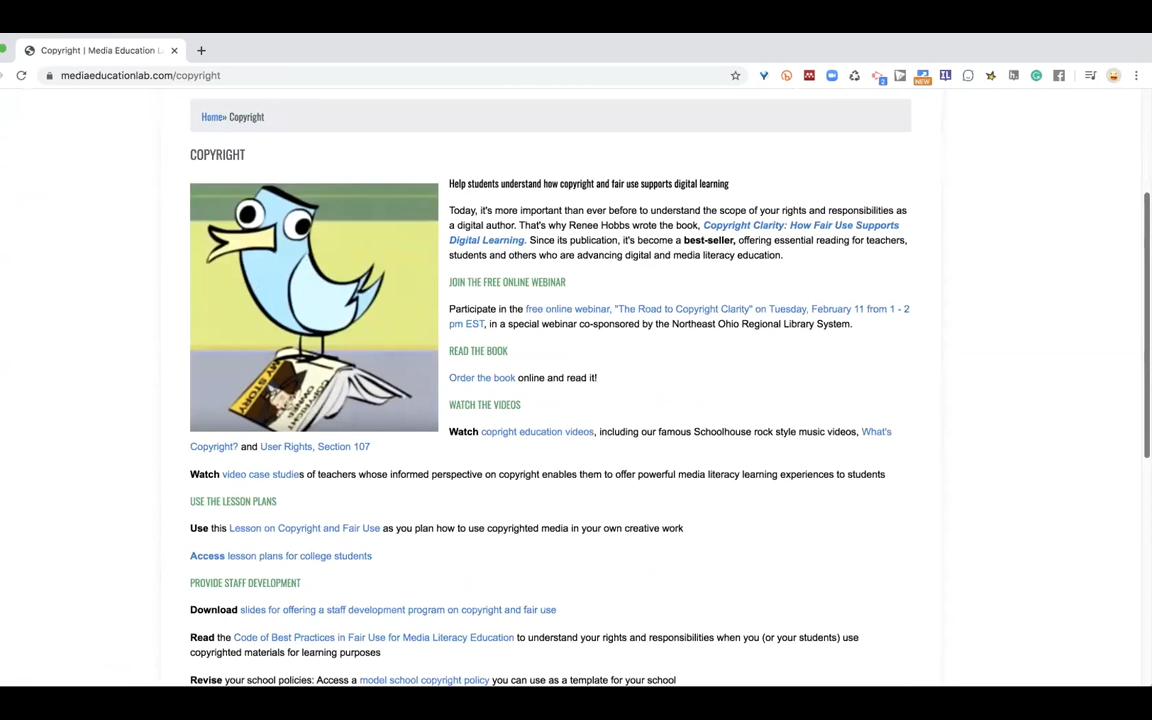 Copyright | Media Education L
mediaeducationlab.com/copyright
2
NEW
IL
h.
Home» Copyright
COPYRIGHT
Help students understand how copyright and fair use supports digital learning
Today, it's more important than ever before to understand the scope of your rights and responsibilities as
a digital author. That's why Renee Hobbs wrote the book, Copyright Clarity: How Fair Use Supports
Digital Learning. Since its publication, it's become a best-seller, offering essential reading for teachers,
students and others who are advancing digital and media literacy education.
JOIN THE FREE ONLINE WEBINAR
Participate in the free online webinar, "The Road to Copyright Clarity" on Tuesday, February 11 from 1 - 2
pm EST, in a special webinar co-sponsored by the Northeast Ohio Regional Library System.
READ THE BOOK
Order the book online and read it!
WATCH THE VIDEOS
Watch copright education videos, including our famous Schoolhouse rock style music videos, What's
Copyright? and User Rights, Section 107
MY STORY
COPYRIGHT
OWNER
Watch video case studies of teachers whose informed perspective on copyright enables them to offer powerful media literacy learning experiences to students
USE THE LESSON PLANS
Use this Lesson on Copyright and Fair Use as you plan how to use copyrighted media in your own creative work
Access lesson plans for college students
PROVIDE STAFF DEVELOPMENT
Download slides for offering a staff development program on copyright and fair use
Read the Code of Best Practices in Fair Use for Media Literacy Education to understand your rights and responsibilities when you (or your students) use
copyrighted materials for learning purposes
Revise your school policies: Access a model school copyright policy you can use as a template for your school